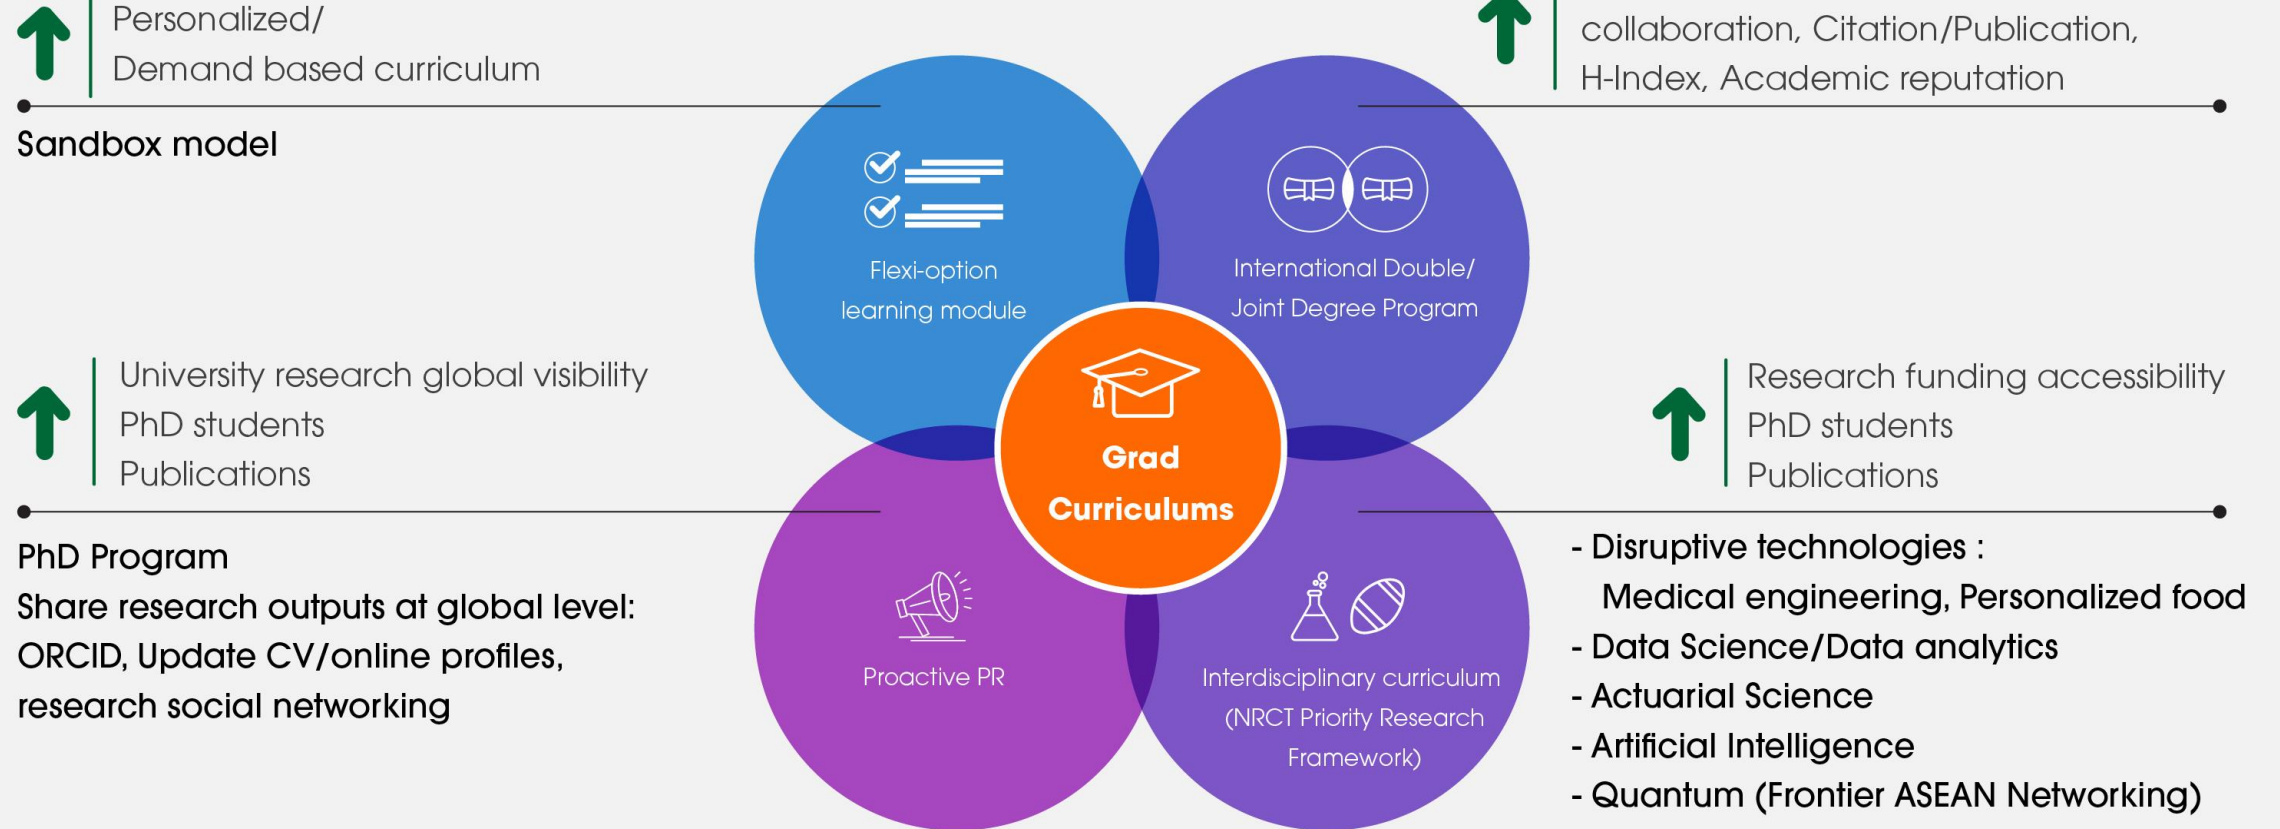 Personalized/
Demand based curriculum
Sandbox model
collaboration, Citation/Publication,
H-Index, Academic reputation
Flexi-option
learning module
International Double/
Joint Degree Program
Grad
Curriculums
University research global visibility
PhD students
Publications
PhD Program
Share research outputs at global level:
ORCID, Update CV/online profiles,
research social networking
Proactive PR
Interdisciplinary curriculum
(NRCT Priority Research
Framework)
Research funding accessibility
PhD students
Publications
- Disruptive technologies :
Medical engineering, Personalized food
- Data Science/Data analytics
- Actuarial Science
- Artificial Intelligence
- Quantum (Frontier ASEAN Networking)